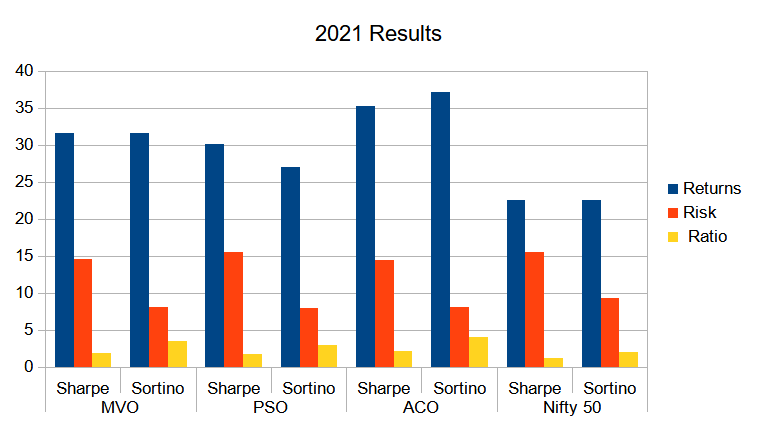 2021 Results
40
35
30
25
20
15
10
5
0
Returns
Risk
Ratio
Sharpe Sortino Sharpe Sortino Sharpe Sortino Sharpe Sortino
MVO PSO ACO Nifty 50